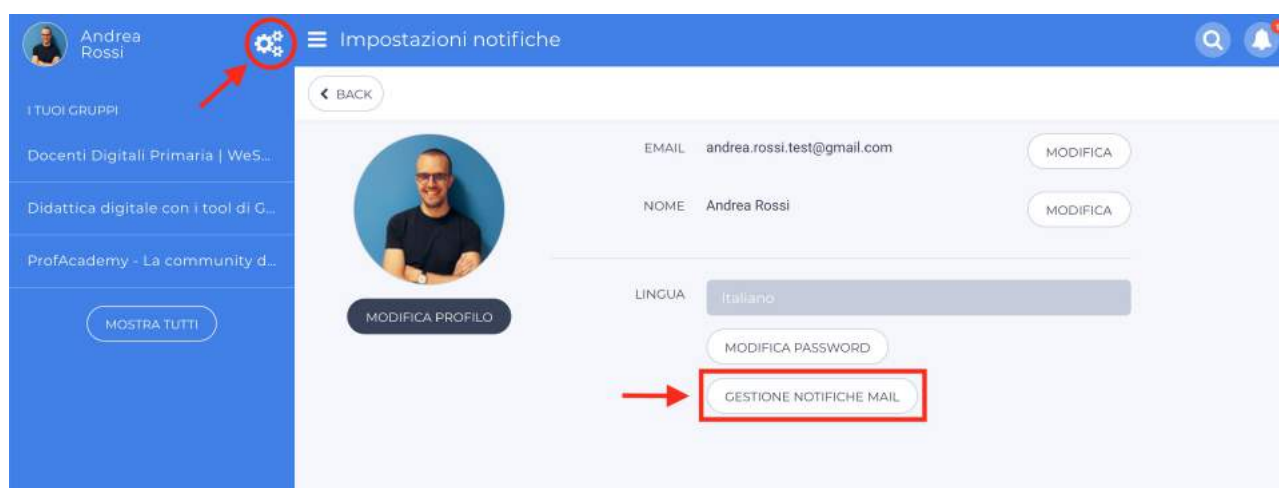 Andrea
Rossi
Impostazioni notifiche
BACK
I TUOI GRUPPI
Docenti Digitali Primaria | WeS...
Didattica digitale con i tool di G...
ProfAcademy - La community d...
MOSTRA TUTTI
MODIFICA PROFILO
EMAIL andrea.rossi.test@gmail.com MODIFICA
NOME Andrea Rossi MODIFICA
LINGUA Italiano
MODIFICA PASSWORD
GESTIONE NOTIFICHE MAIL